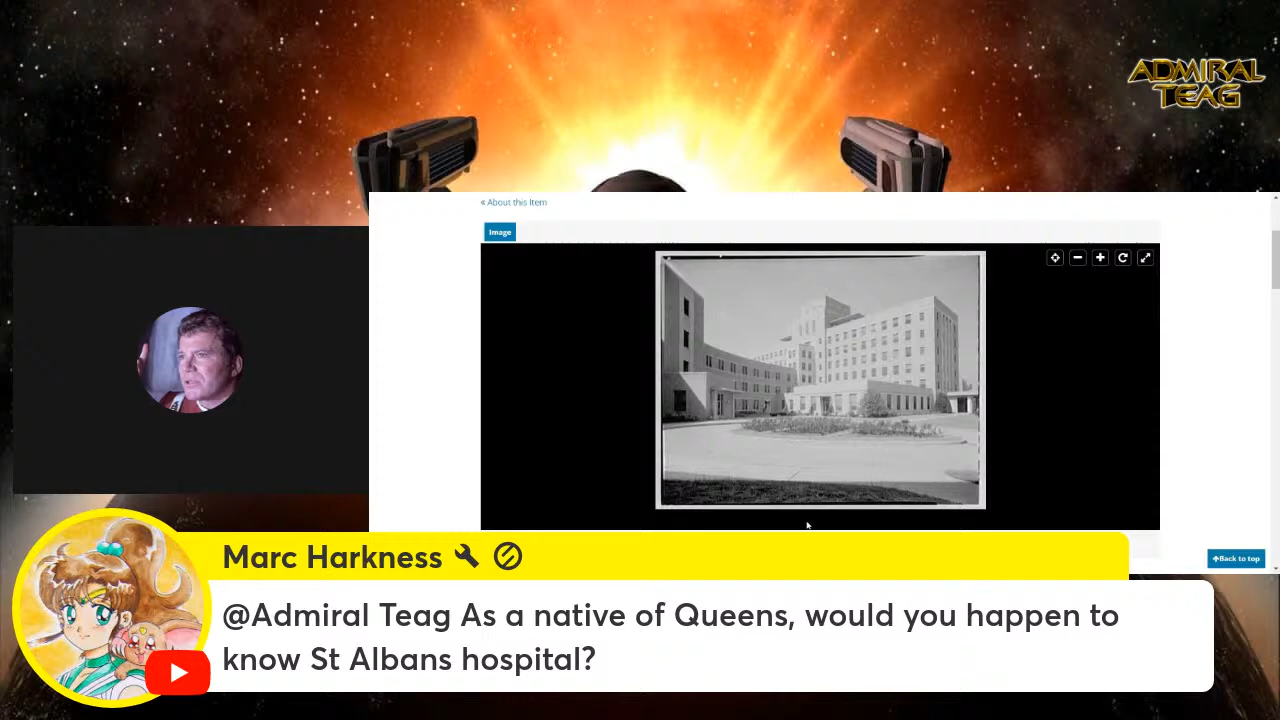 ADMIRAL
TEAG
« About this Item
Image
Back to top
Marc Harkness
@Admiral Teag As a native of Queens, would you happen to
know St Albans hospital?